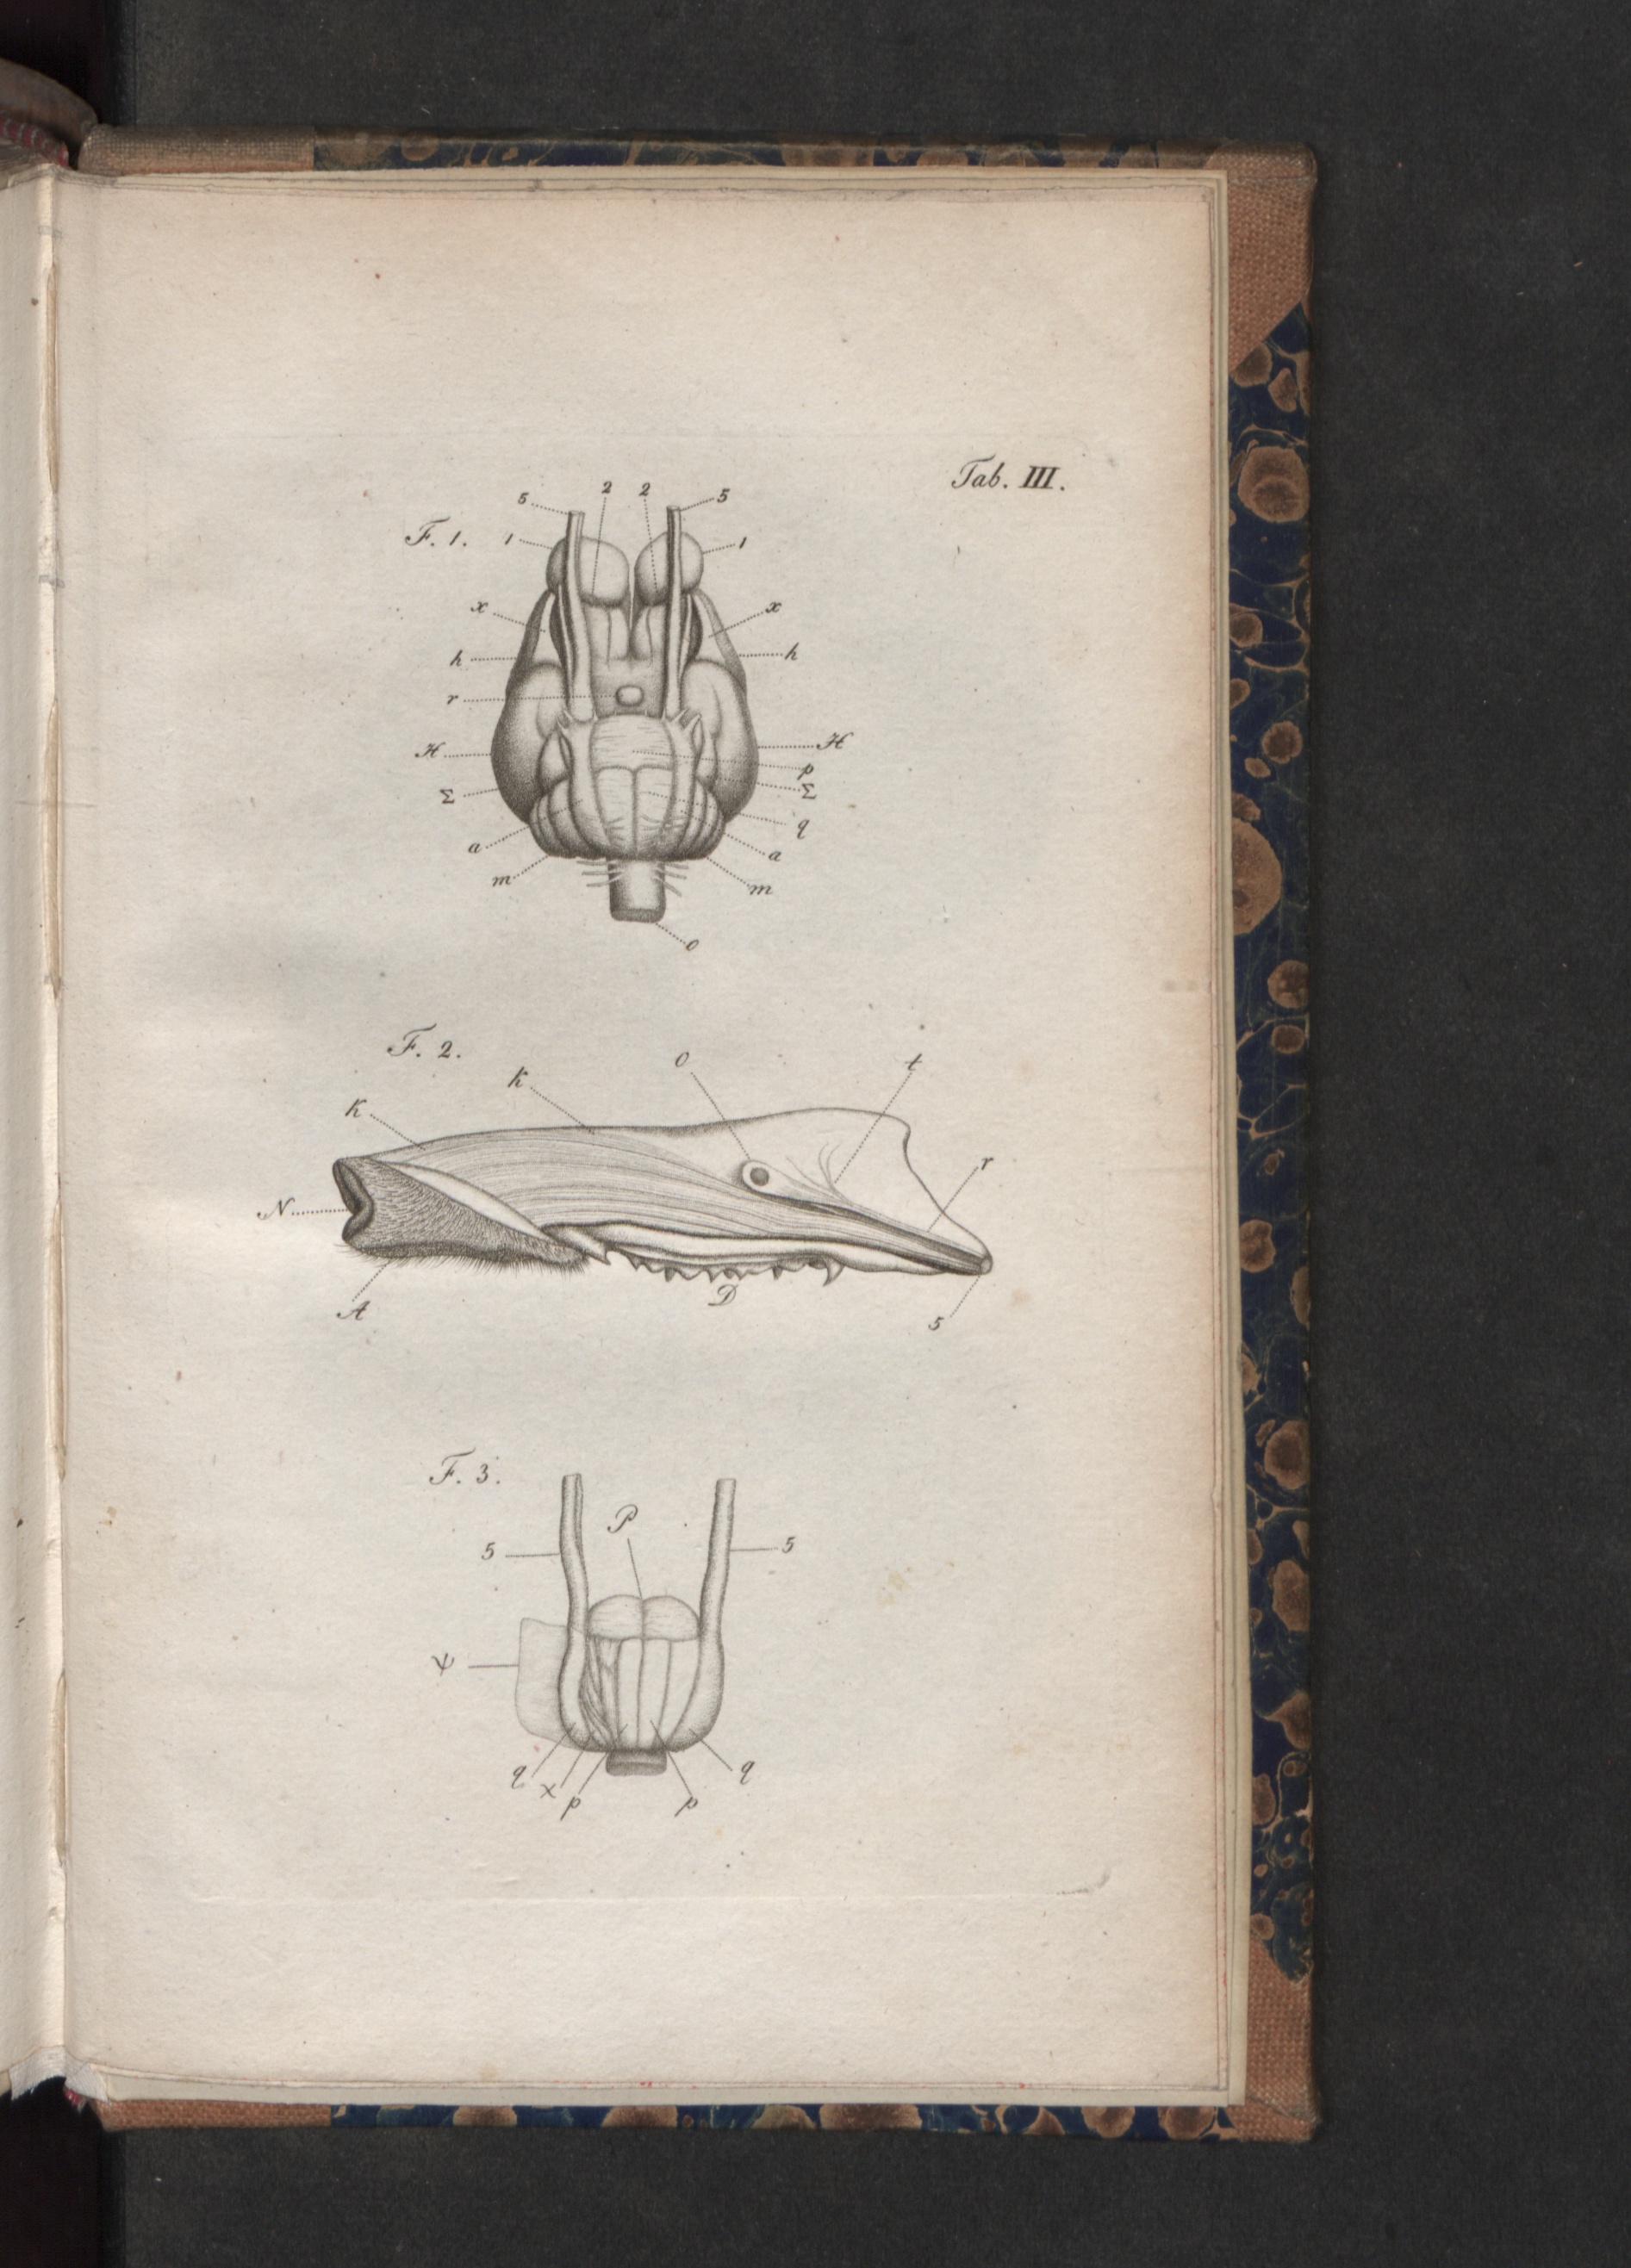 Tab. III.
5 2 2 5
F. 1. 1 1
x x
h h
r
H H
p
Σ Σ
q
a a
m m
o
F. 2.
K K O t
r
N
A D
5
F. 3.
P
5 5
ψ
q χ p p q